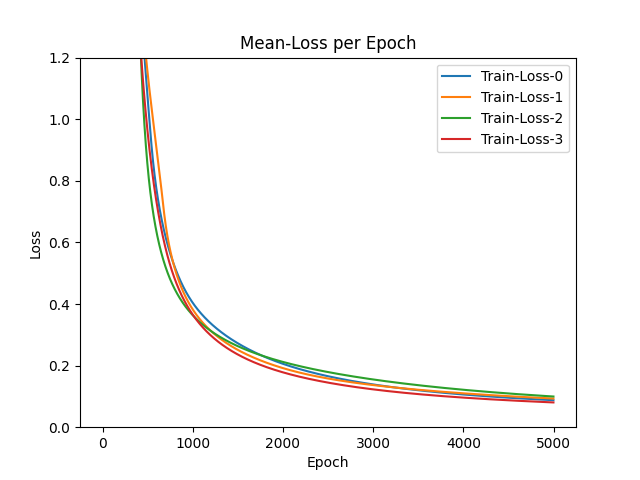 Mean-Loss per Epoch
Train-Loss-0
Train-Loss-1
Train-Loss-2
Train-Loss-3
Loss
1.2
1.0
0.8
0.6
0.4
0.2
0.0
0 1000 2000 3000 4000 5000
Epoch